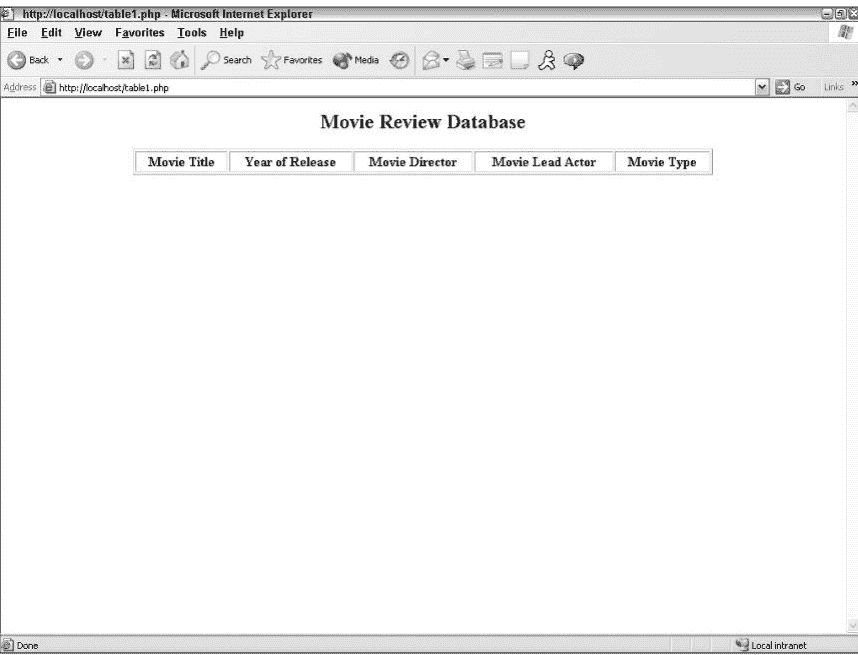 http://localhost/table1.php - Microsoft Internet Explorer
File Edit View Favorites Tools Help
Back Search Favorites Media
Address http://localhost/table1.php Go Links »
Movie Review Database
Movie Title Year of Release Movie Director Movie Lead Actor Movie Type
Done Local intranet